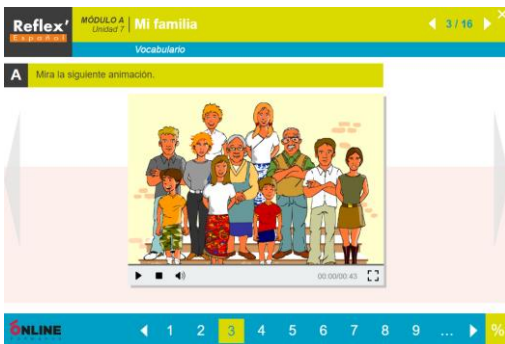 Reflex'
Español
MÓDULO A
Unidad 7
Mi familia
3 / 16
Vocabulario
A Mira la siguiente animación.
00:00/00:43
ONLINE
1 2 3 4 5 6 7 8 9 ... %